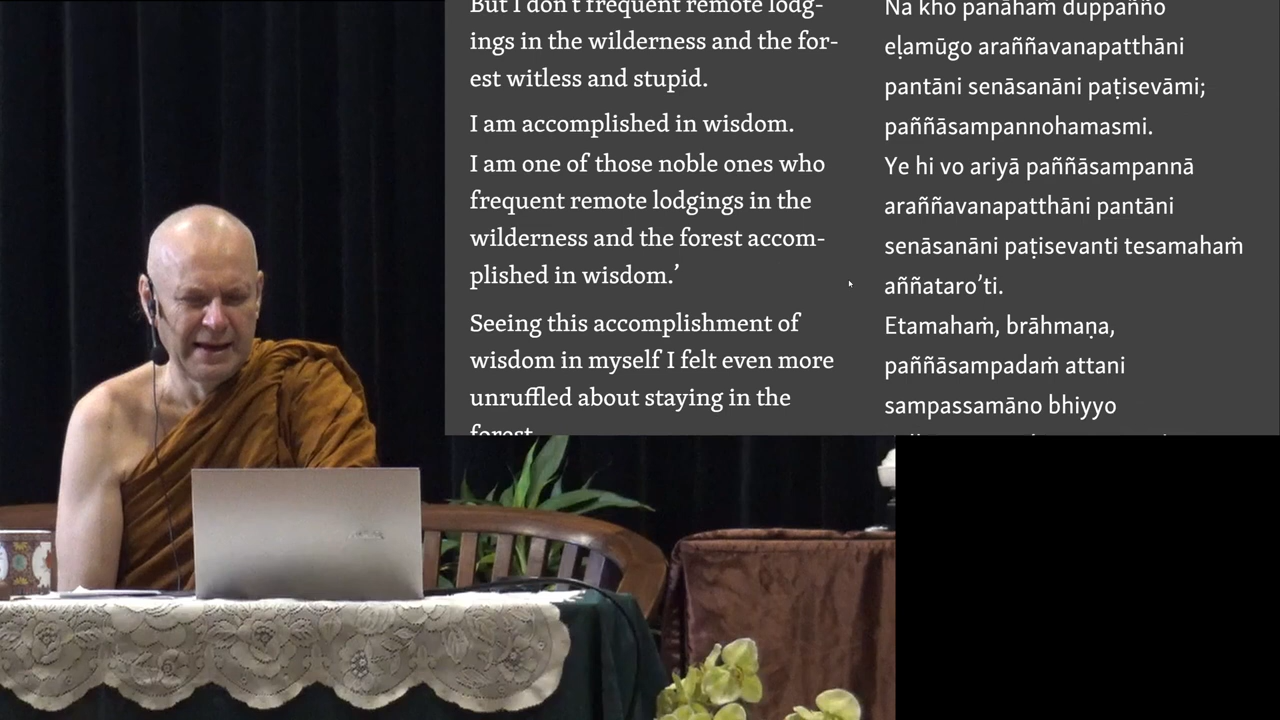 But I don't frequent remote lodg-
ings in the wilderness and the for-
est witless and stupid.
I am accomplished in wisdom.
I am one of those noble ones who
frequent remote lodgings in the
wilderness and the forest accom-
plished in wisdom.’
Seeing this accomplishment of
wisdom in myself I felt even more
unruffled about staying in the
forest.
Na kho panāhaṁ duppañño
eḷamūgo araññavanapatthāni
pantāni senāsanāni paṭisevāmi;
paññāsampannohamasmi.
Ye hi vo ariyā paññāsampannā
araññavanapatthāni pantāni
senāsanāni paṭisevanti tesamahaṁ
aññataro’ti.
Etamahaṁ, brāhmaṇa,
paññāsampadaṁ attani
sampassamāno bhiyyo